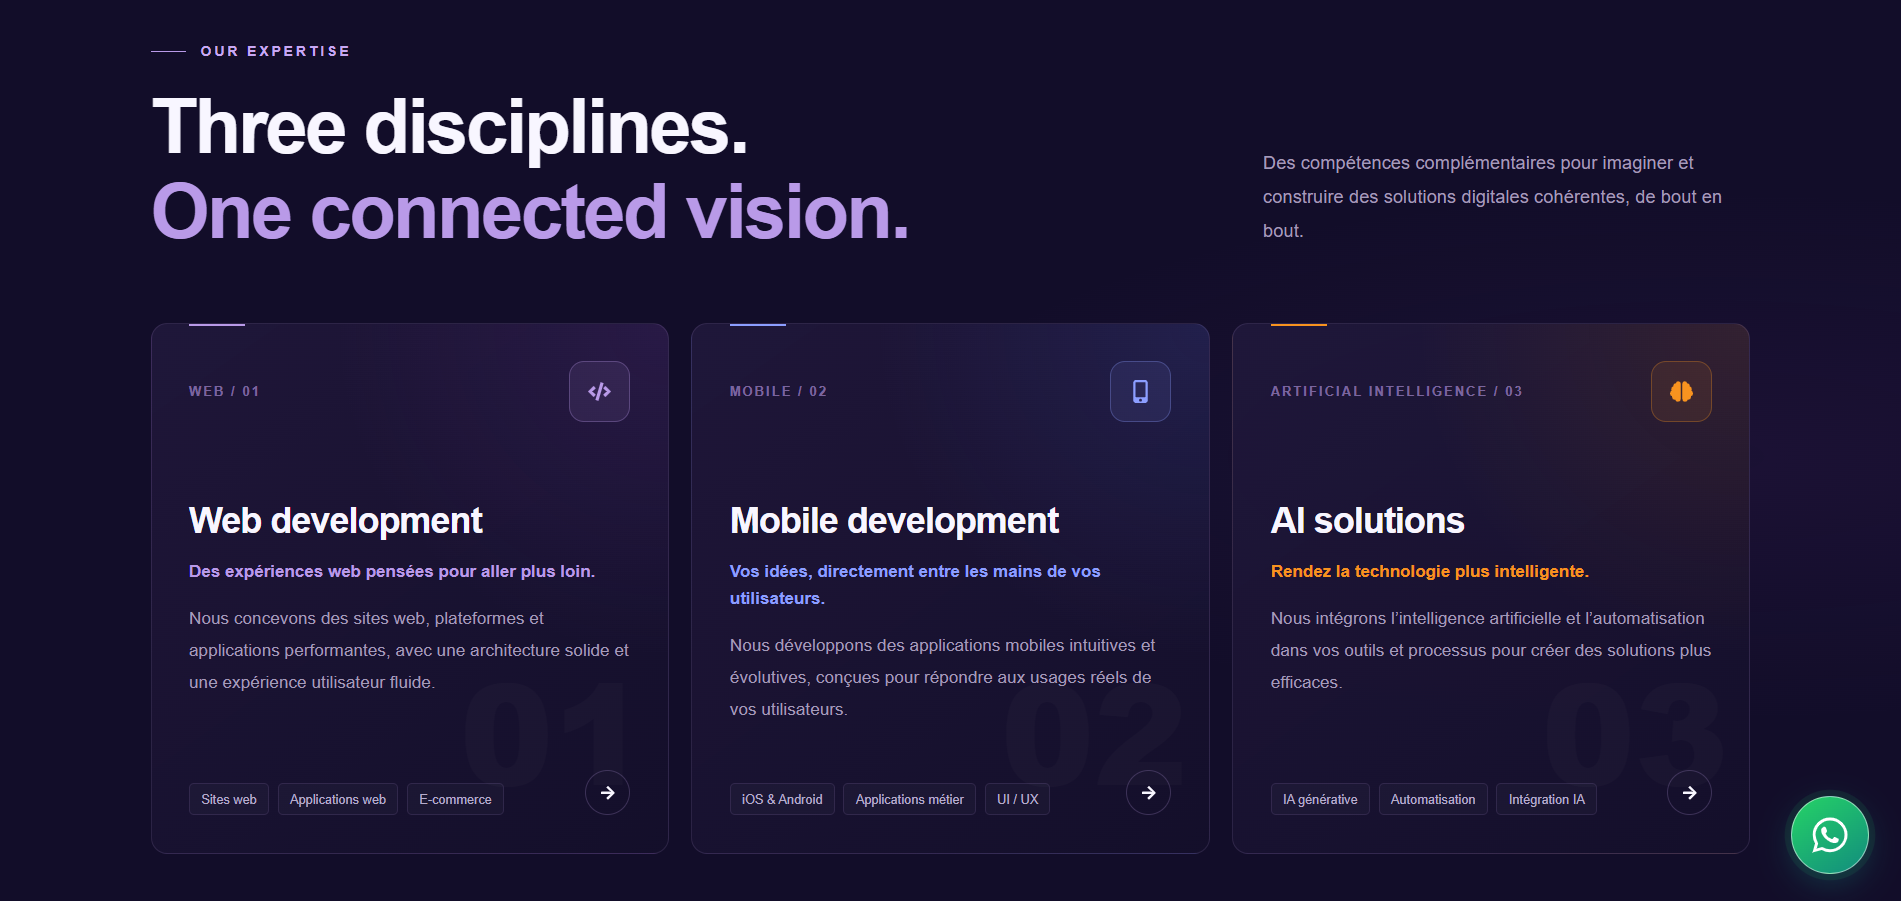 OUR EXPERTISE
Three disciplines.
One connected vision.
Des compétences complémentaires pour imaginer et
construire des solutions digitales cohérentes, de bout en
bout.
WEB / 01
Web development
Des expériences web pensées pour aller plus loin.
Nous concevons des sites web, plateformes et
applications performantes, avec une architecture solide et
une expérience utilisateur fluide.
01
Sites web
Applications web
E-commerce
MOBILE / 02
Mobile development
Vos idées, directement entre les mains de vos
utilisateurs.
Nous développons des applications mobiles intuitives et
évolutives, conçues pour répondre aux usages réels de
vos utilisateurs.
02
iOS & Android
Applications métier
UI / UX
ARTIFICIAL INTELLIGENCE / 03
AI solutions
Rendez la technologie plus intelligente.
Nous intégrons l’intelligence artificielle et l’automatisation
dans vos outils et processus pour créer des solutions plus
efficaces.
03
IA générative
Automatisation
Intégration IA